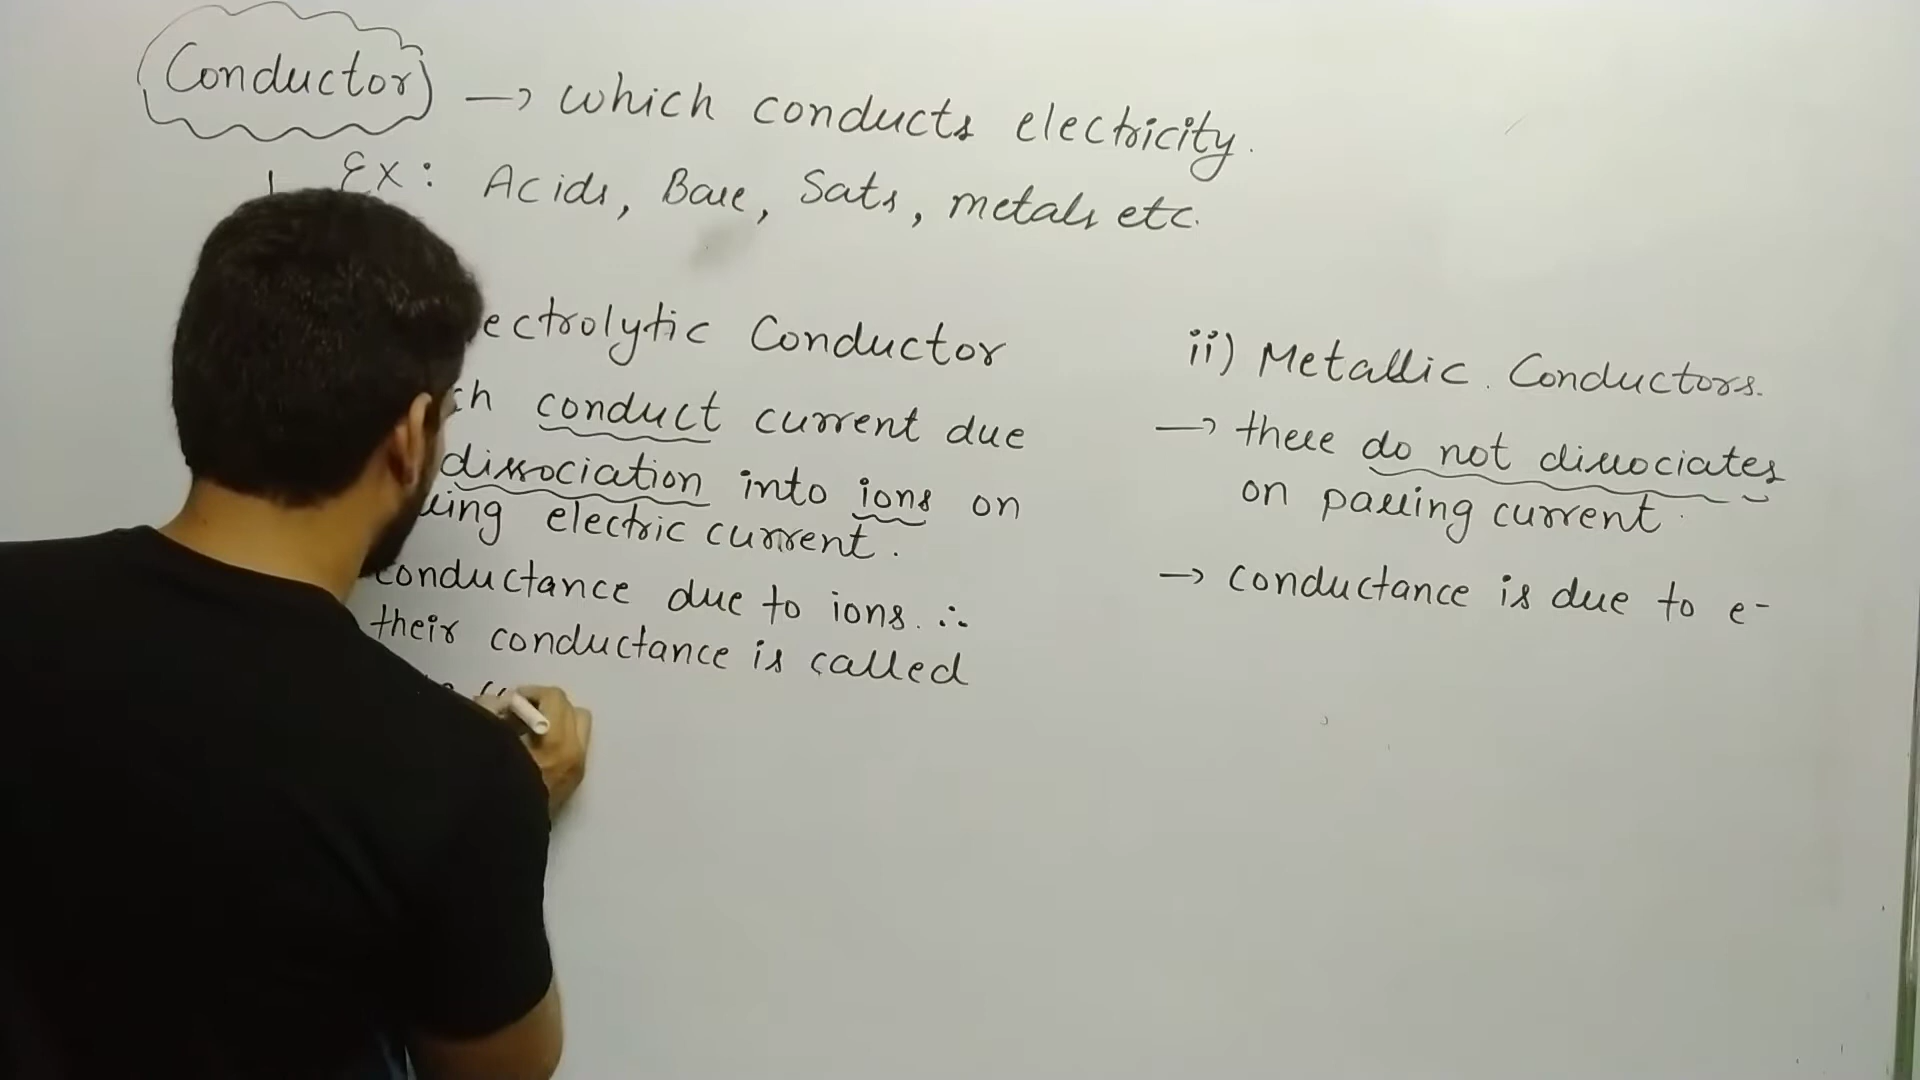 Conductor → which conducts electricity.
Ex: Acids, Base, Sats, metals etc.
ectrolytic Conductor
ch conduct current due
dissociation into ions on
electric current.
conductance due to ions. ∴
their conductance is called
ii) Metallic Conductors.
→ these do not dissociates
on passing current.
→ conductance is due to e-